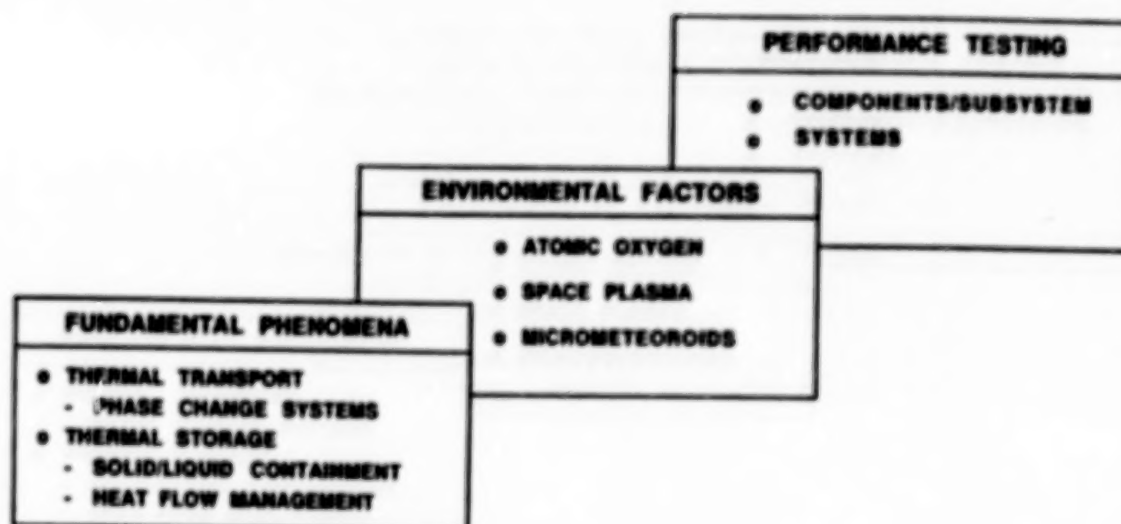 PERFORMANCE TESTING
• COMPONENTS/SUBSYSTEM
• SYSTEMS
ENVIRONMENTAL FACTORS
• ATOMIC OXYGEN
• SPACE PLASMA
• MICROMETEOROIDS
FUNDAMENTAL PHENOMENA
• THERMAL TRANSPORT
- PHASE CHANGE SYSTEMS
• THERMAL STORAGE
- SOLID/LIQUID CONTAINMENT
- HEAT FLOW MANAGEMENT